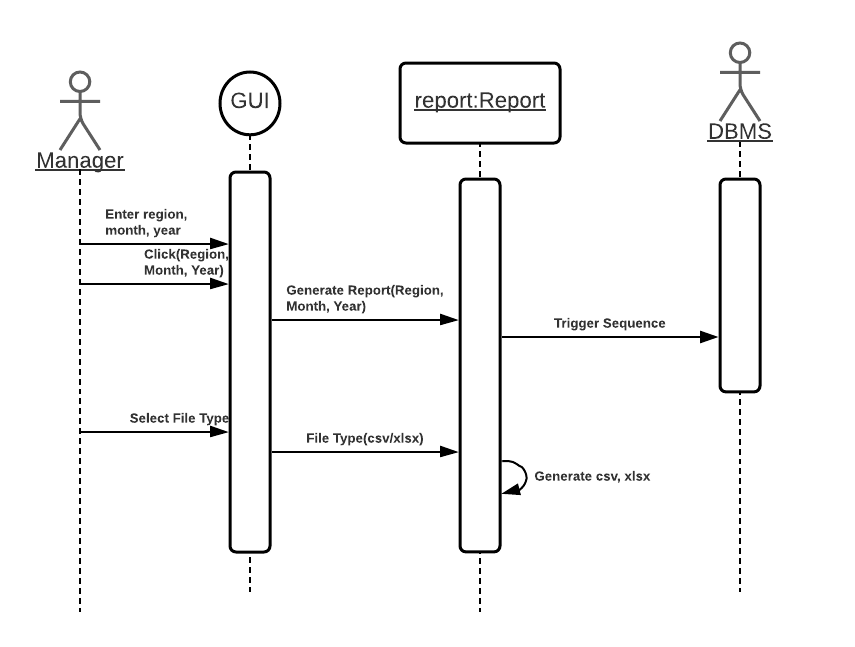 GUI
report:Report
DBMS
Manager
Enter region,
month, year
Click(Region,
Month, Year)
Generate Report(Region,
Month, Year)
Trigger Sequence
Select File Type
File Type(csv/xlsx)
Generate csv, xlsx